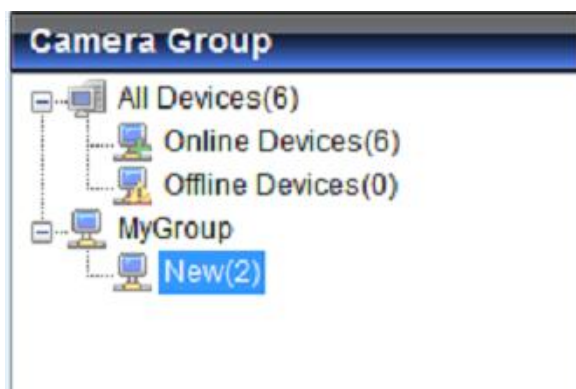 Camera Group
All Devices(6)
Online Devices(6)
Offline Devices(0)
MyGroup
New(2)